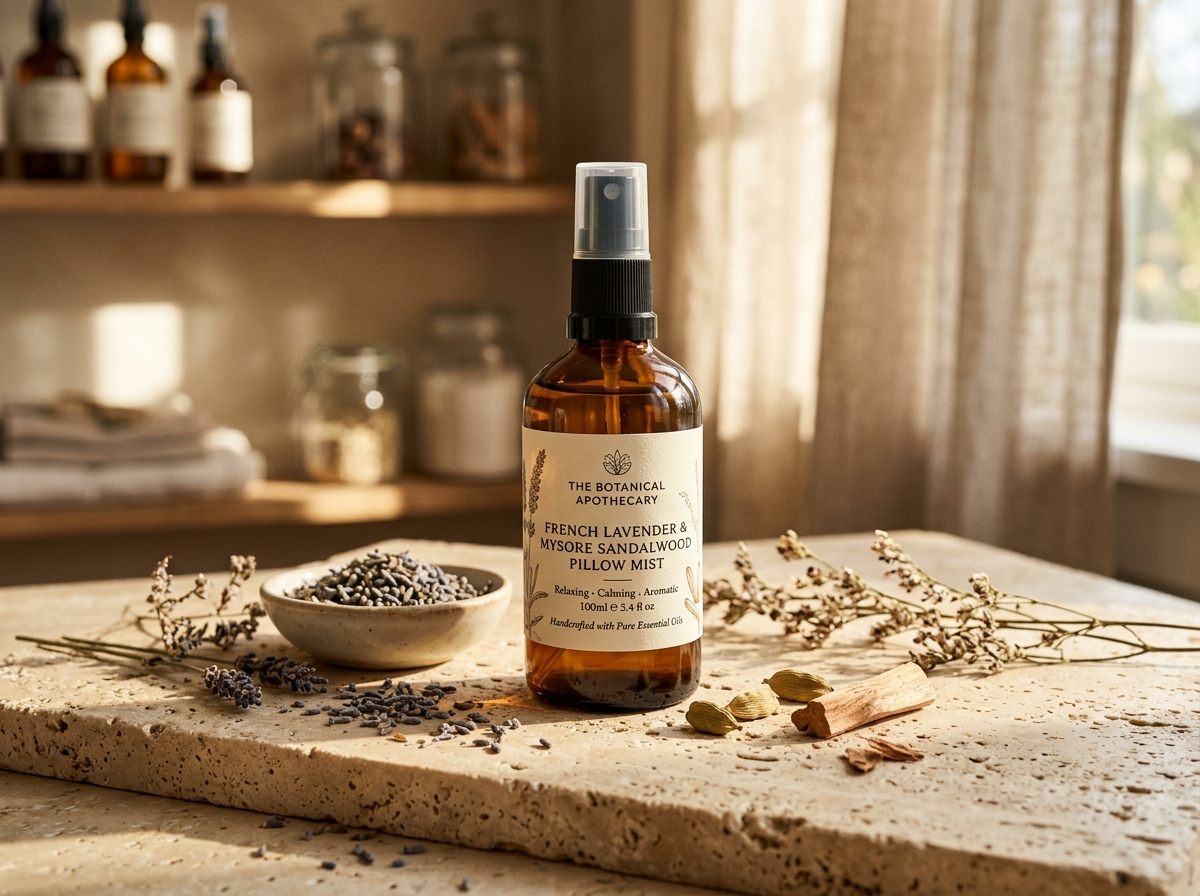 THE BOTANICAL
APOTHECARY
FRENCH LAVENDER &
MYSORE SANDALWOOD
PILLOW MIST
Relaxing · Calming · Aromatic
100ml ℮ 5.4 fl oz
Handcrafted with Pure Essential Oils